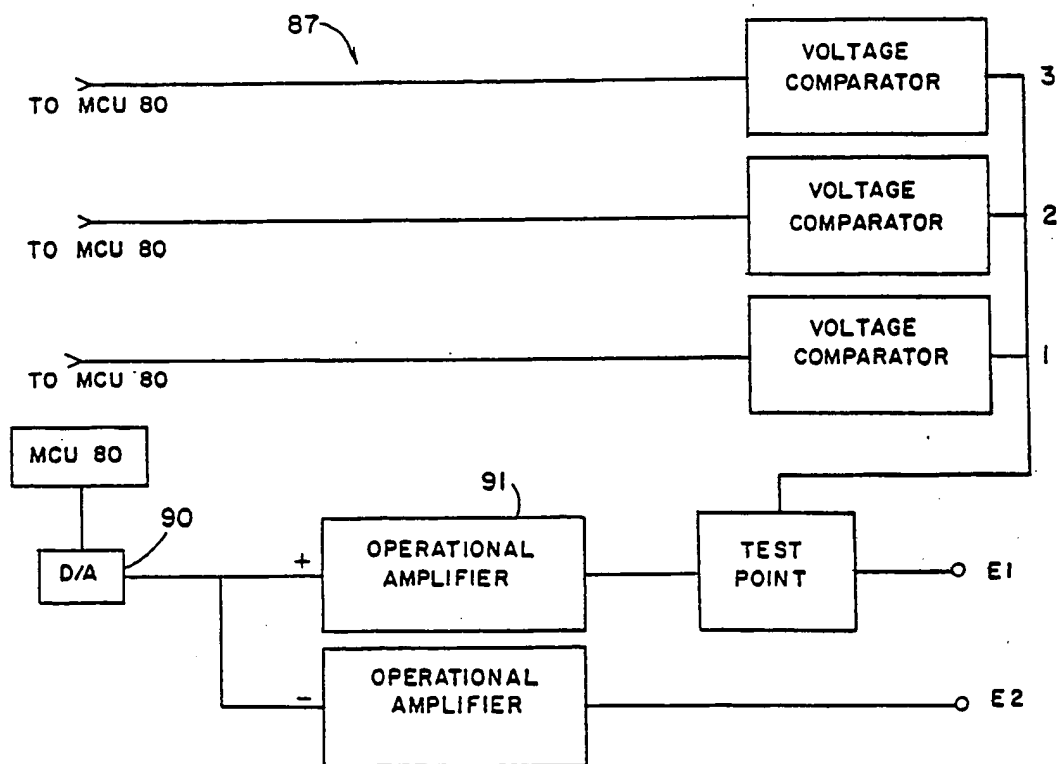 87
VOLTAGE
COMPARATOR
3
TO MCU 80
VOLTAGE
COMPARATOR
2
TO MCU 80
VOLTAGE
COMPARATOR
1
TO MCU 80
MCU 80
90
D/A
91
+
OPERATIONAL
AMPLIFIER
TEST
POINT
E1
-
OPERATIONAL
AMPLIFIER
E2